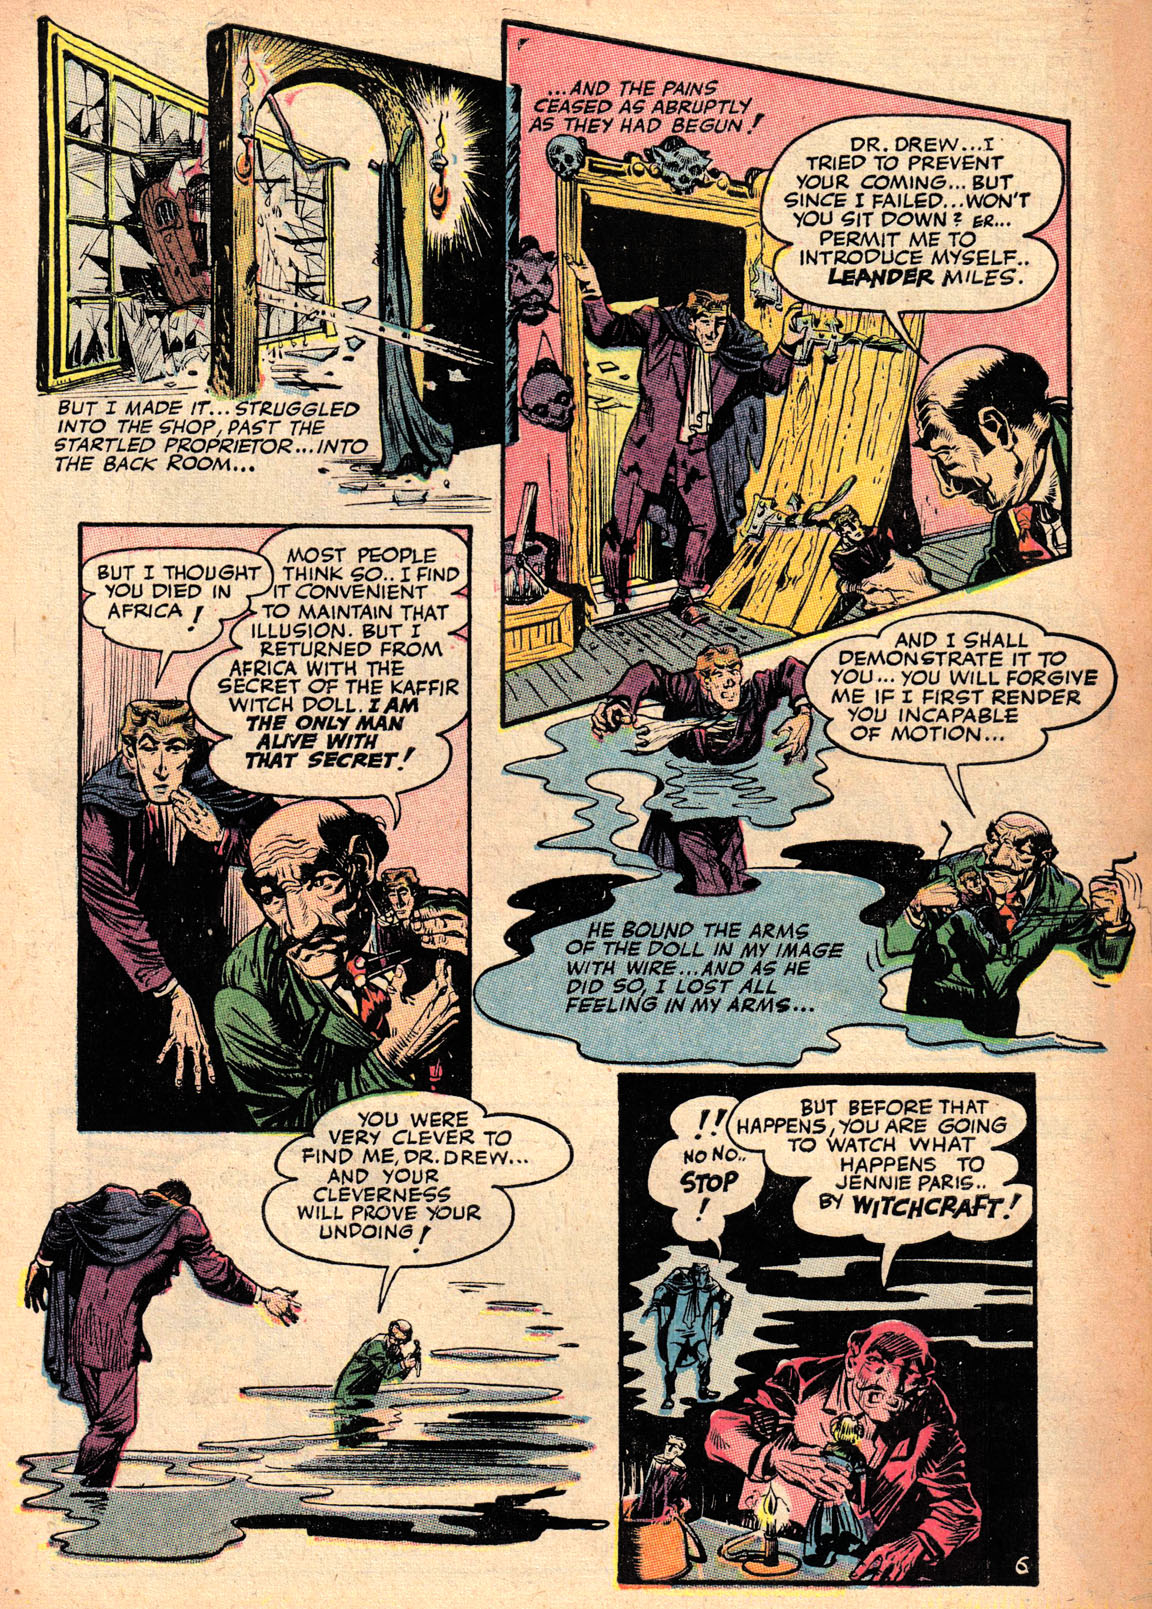 BUT I MADE IT...STRUGGLED
INTO THE SHOP, PAST THE
STARTLED PROPRIETOR...INTO
THE BACK ROOM...
...AND THE PAINS
CEASED AS ABRUPTLY
AS THEY HAD BEGUN!
DR. DREW...I
TRIED TO PREVENT
YOUR COMING...BUT
SINCE I FAILED...WON'T
YOU SIT DOWN? ER...
PERMIT ME TO
INTRODUCE MYSELF..
LEANDER MILES.
BUT I THOUGHT
YOU DIED IN
AFRICA!
MOST PEOPLE
THINK SO.. I FIND
IT CONVENIENT
TO MAINTAIN THAT
ILLUSION. BUT I
RETURNED FROM
AFRICA WITH THE
SECRET OF THE KAFFIR
WITCH DOLL. I AM
THE ONLY MAN
ALIVE WITH
THAT SECRET!
AND I SHALL
DEMONSTRATE IT TO
YOU...YOU WILL FORGIVE
ME IF I FIRST RENDER
YOU INCAPABLE
OF MOTION...
HE BOUND THE ARMS
OF THE DOLL IN MY IMAGE
WITH WIRE...AND AS HE
DID SO, I LOST ALL
FEELING IN MY ARMS...
YOU WERE
VERY CLEVER TO
FIND ME, DR. DREW...
AND YOUR
CLEVERNESS
WILL PROVE YOUR
UNDOING!
!!
NO NO..
STOP
!
BUT BEFORE THAT
HAPPENS, YOU ARE GOING
TO WATCH WHAT
HAPPENS TO
JENNIE PARIS..
BY WITCHCRAFT!
6